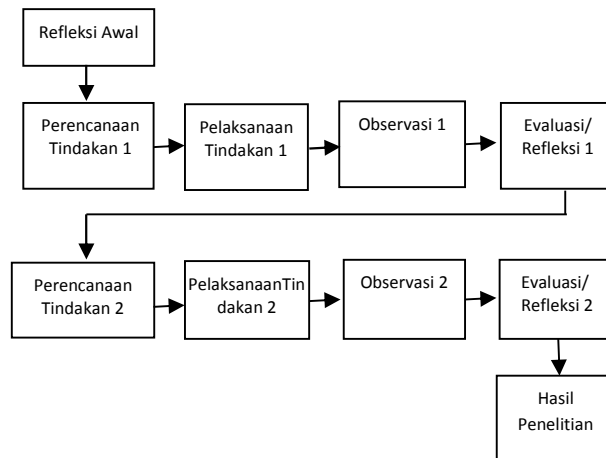 Refleksi Awal
Perencanaan
Tindakan 1
Pelaksanaan
Tindakan 1
Observasi 1
Evaluasi/
Refleksi 1
Perencanaan
Tindakan 2
PelaksanaanTin
dakan 2
Observasi 2
Evaluasi/
Refleksi 2
Hasil
Penelitian